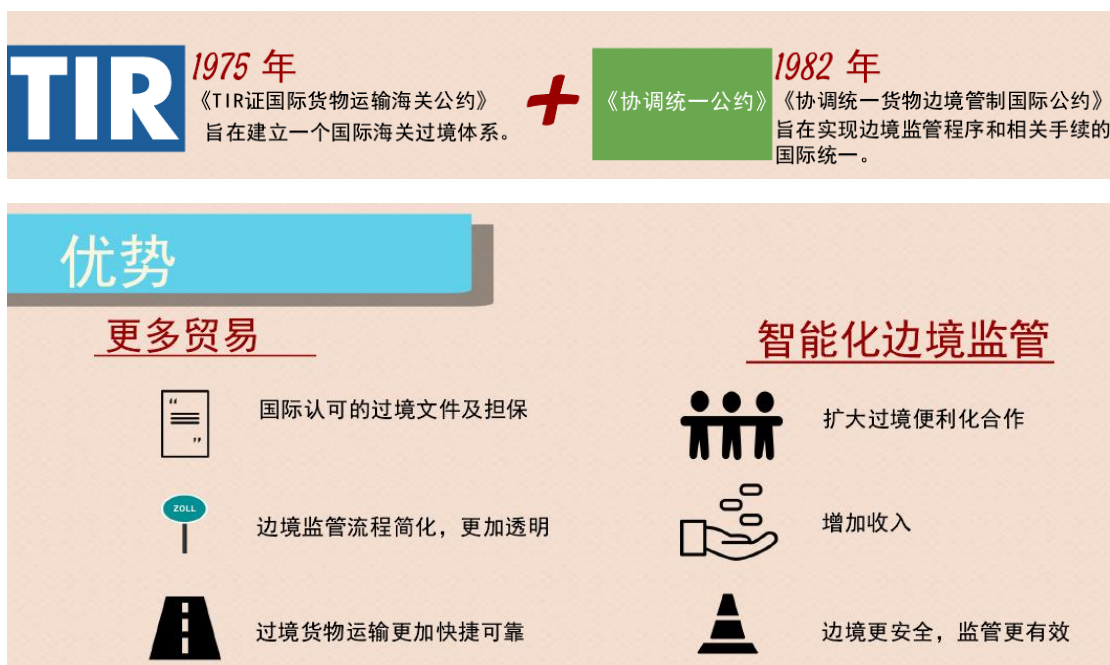 TIR
1975 年
《TIR证国际货物运输海关公约》
旨在建立一个国际海关过境体系。
+
《协调统一公约》
1982 年
《协调统一货物边境管制国际公约》
旨在实现边境监管程序和相关手续的
国际统一。
优势
更多贸易
国际认可的过境文件及担保
ZOLL
边境监管流程简化，更加透明
过境货物运输更加快捷可靠
智能化边境监管
扩大过境便利化合作
增加收入
边境更安全，监管更有效